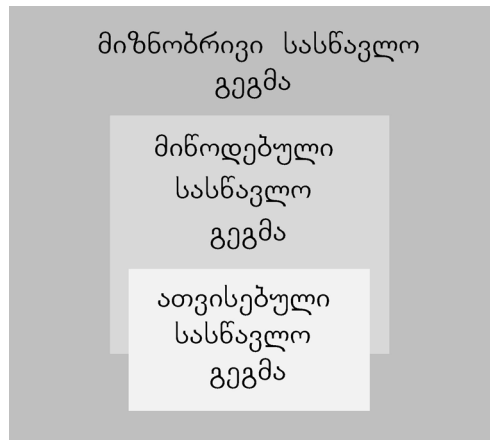 მიზნობრივი სასწავლო
გეგმა
მიწოდებული
სასწავლო
გეგმა
ათვისებული
სასწავლო
გეგმა